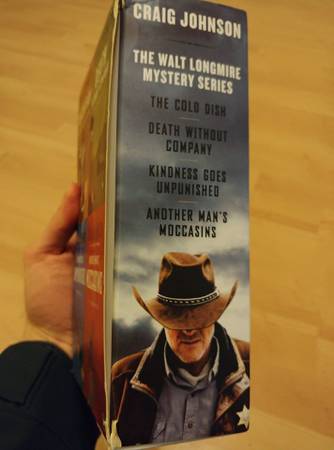 CRAIG JOHNSON
THE WALT LONGMIRE
MYSTERY SERIES
THE COLD DISH
DEATH WITHOUT
COMPANY
KINDNESS GOES
UNPUNISHED
ANOTHER MAN'S
MOCCASINS